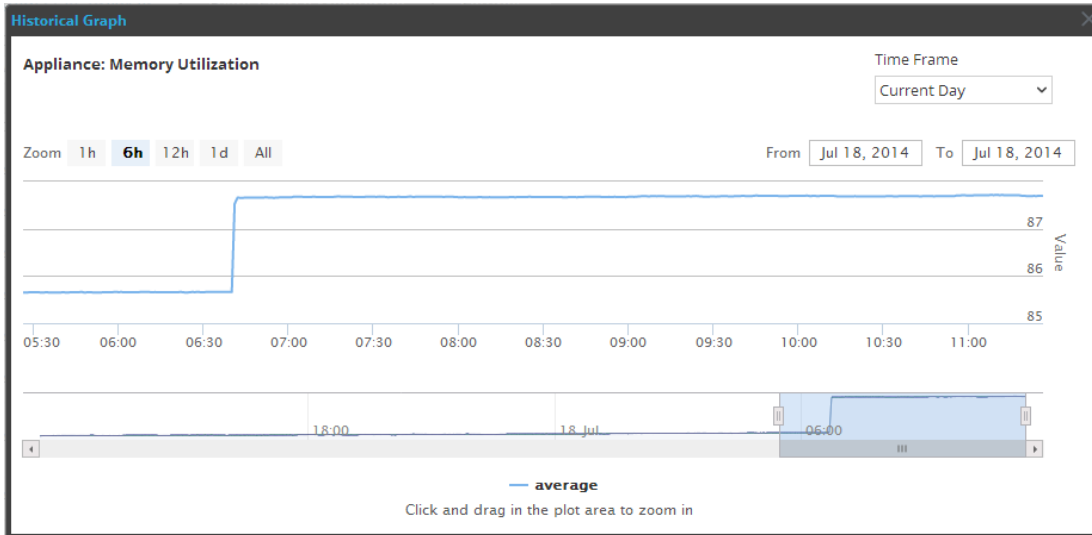 Historical Graph
Appliance: Memory Utilization
Time Frame
Current Day
Zoom 1h 6h 12h 1d All
From Jul 18, 2014 To Jul 18, 2014
87
86
85
Value
05:30 06:00 06:30 07:00 07:30 08:00 08:30 09:00 09:30 10:00 10:30 11:00
18:00 18. Jul 06:00
average
Click and drag in the plot area to zoom in